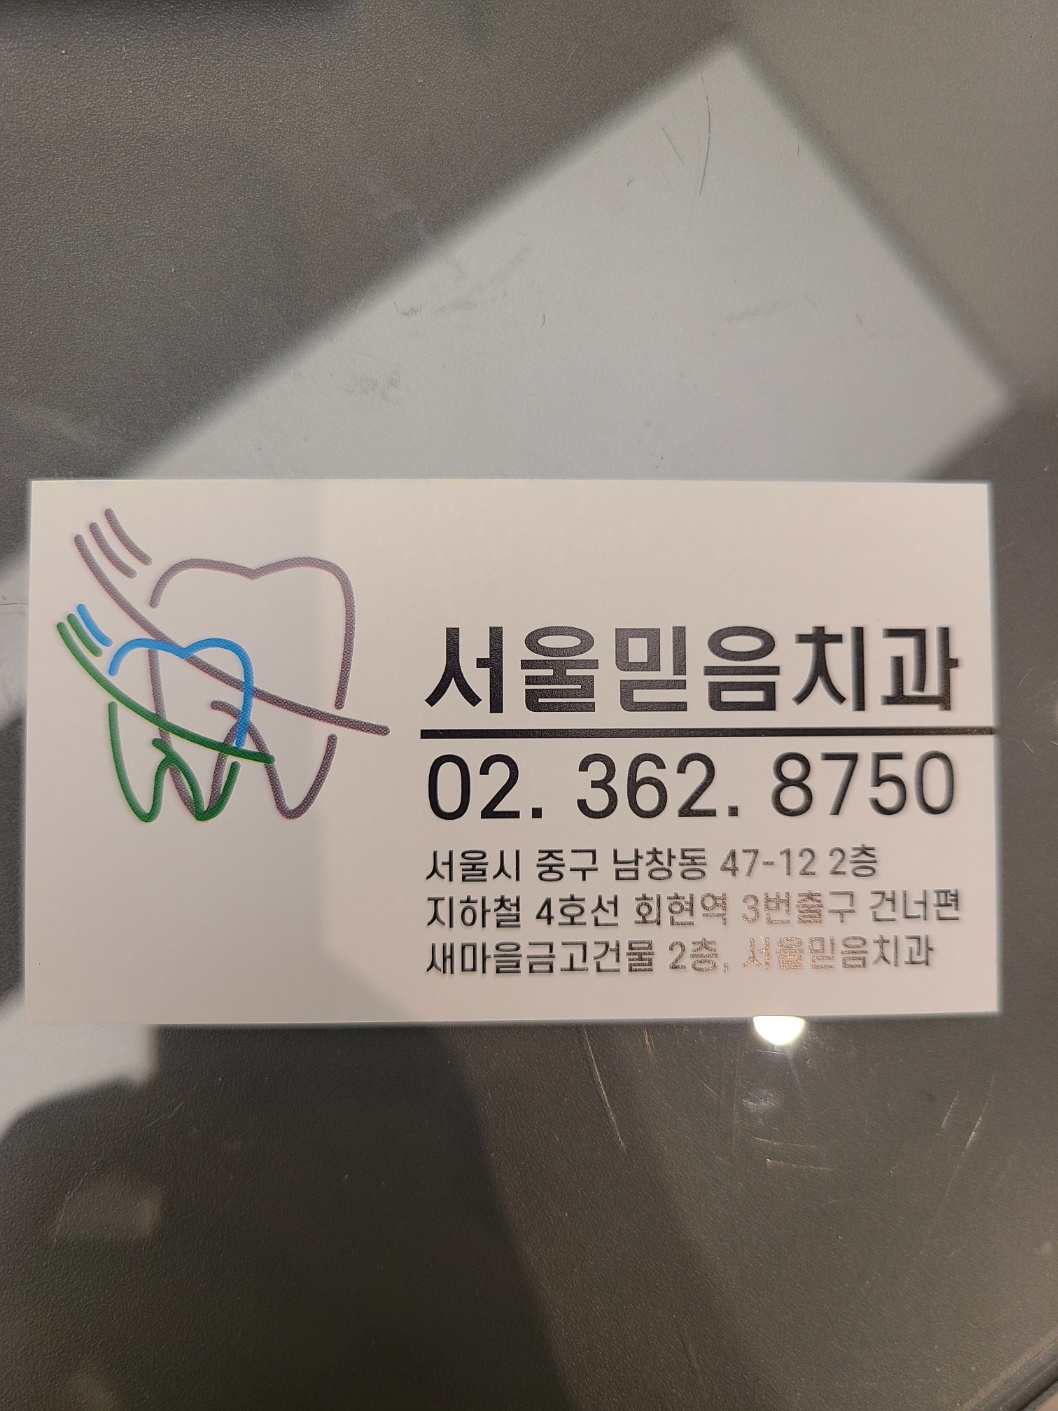 서울믿음치과
02. 362. 8750
서울시 중구 남창동 47-12 2층
지하철 4호선 회현역 3번출구 건너편
새마을금고건물 2층, 서울믿음치과